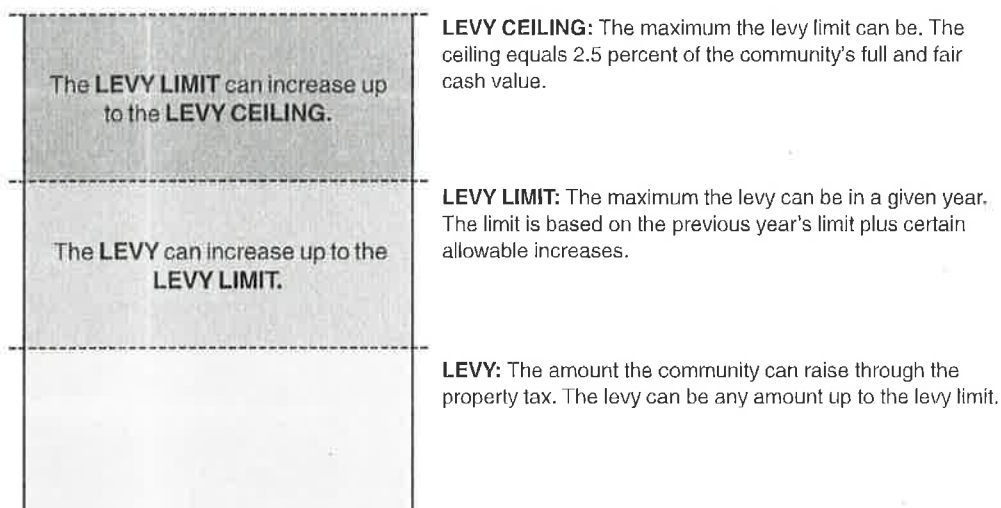 LEVY CEILING: The maximum the levy limit can be. The
ceiling equals 2.5 percent of the community's full and fair
cash value.
The LEVY LIMIT can increase up
to the LEVY CEILING.
LEVY LIMIT: The maximum the levy can be in a given year.
The limit is based on the previous year's limit plus certain
allowable increases.
The LEVY can increase up to the
LEVY LIMIT.
LEVY: The amount the community can raise through the
property tax. The levy can be any amount up to the levy limit.